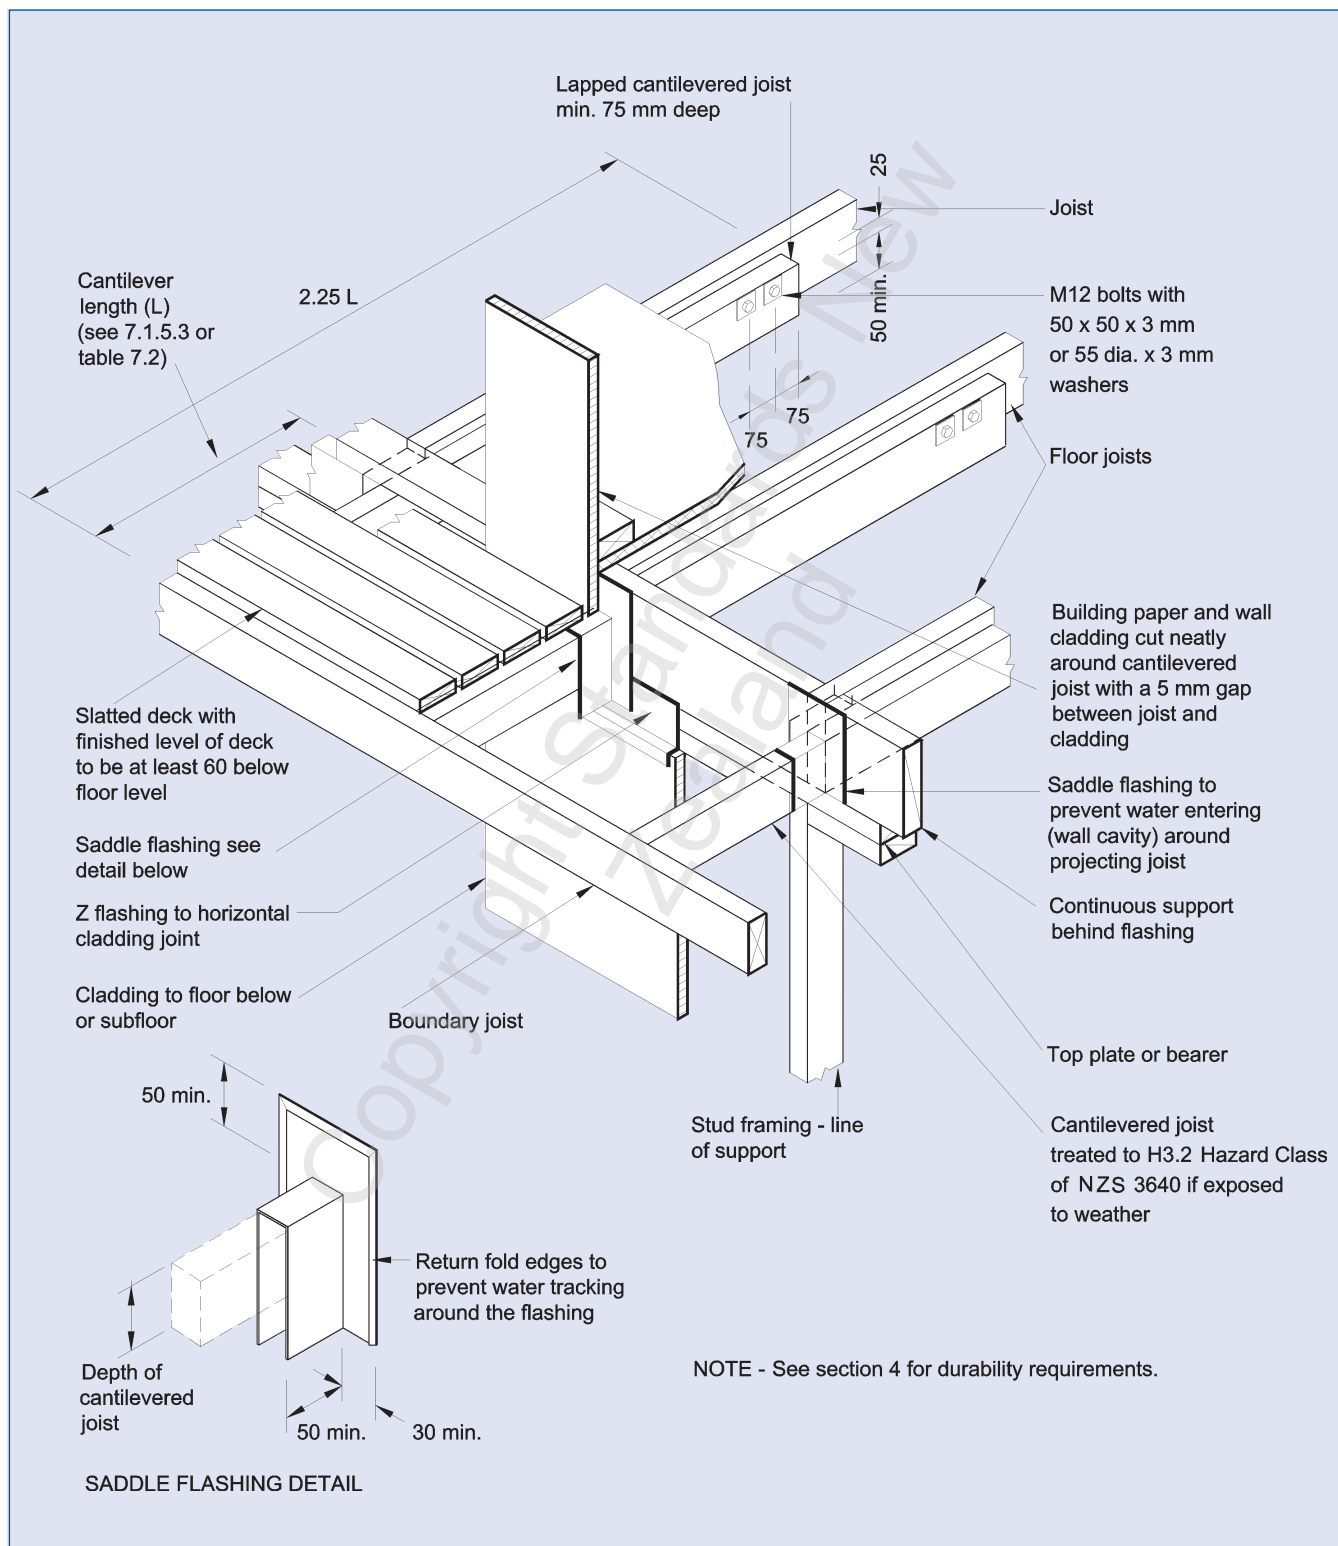 Lapped cantilevered joist
min. 75 mm deep
25
Joist
Cantilever
length (L)
(see 7.1.5.3 or
table 7.2)
2.25 L
50 min.
M12 bolts with
50 x 50 x 3 mm
or 55 dia. x 3 mm
washers
75
75
Floor joists
Building paper and wall
cladding cut neatly
around cantilevered
joist with a 5 mm gap
between joist and
cladding
Slatted deck with
finished level of deck
to be at least 60 below
floor level
Saddle flashing to
prevent water entering
(wall cavity) around
projecting joist
Saddle flashing see
detail below
Z flashing to horizontal
cladding joint
Continuous support
behind flashing
Cladding to floor below
or subfloor
Boundary joist
Top plate or bearer
50 min.
Stud framing - line
of support
Cantilevered joist
treated to H3.2 Hazard Class
of NZS 3640 if exposed
to weather
Return fold edges to
prevent water tracking
around the flashing
Depth of
cantilevered
joist
50 min.
30 min.
NOTE - See section 4 for durability requirements.
SADDLE FLASHING DETAIL
Copyright Standards New
Zealand